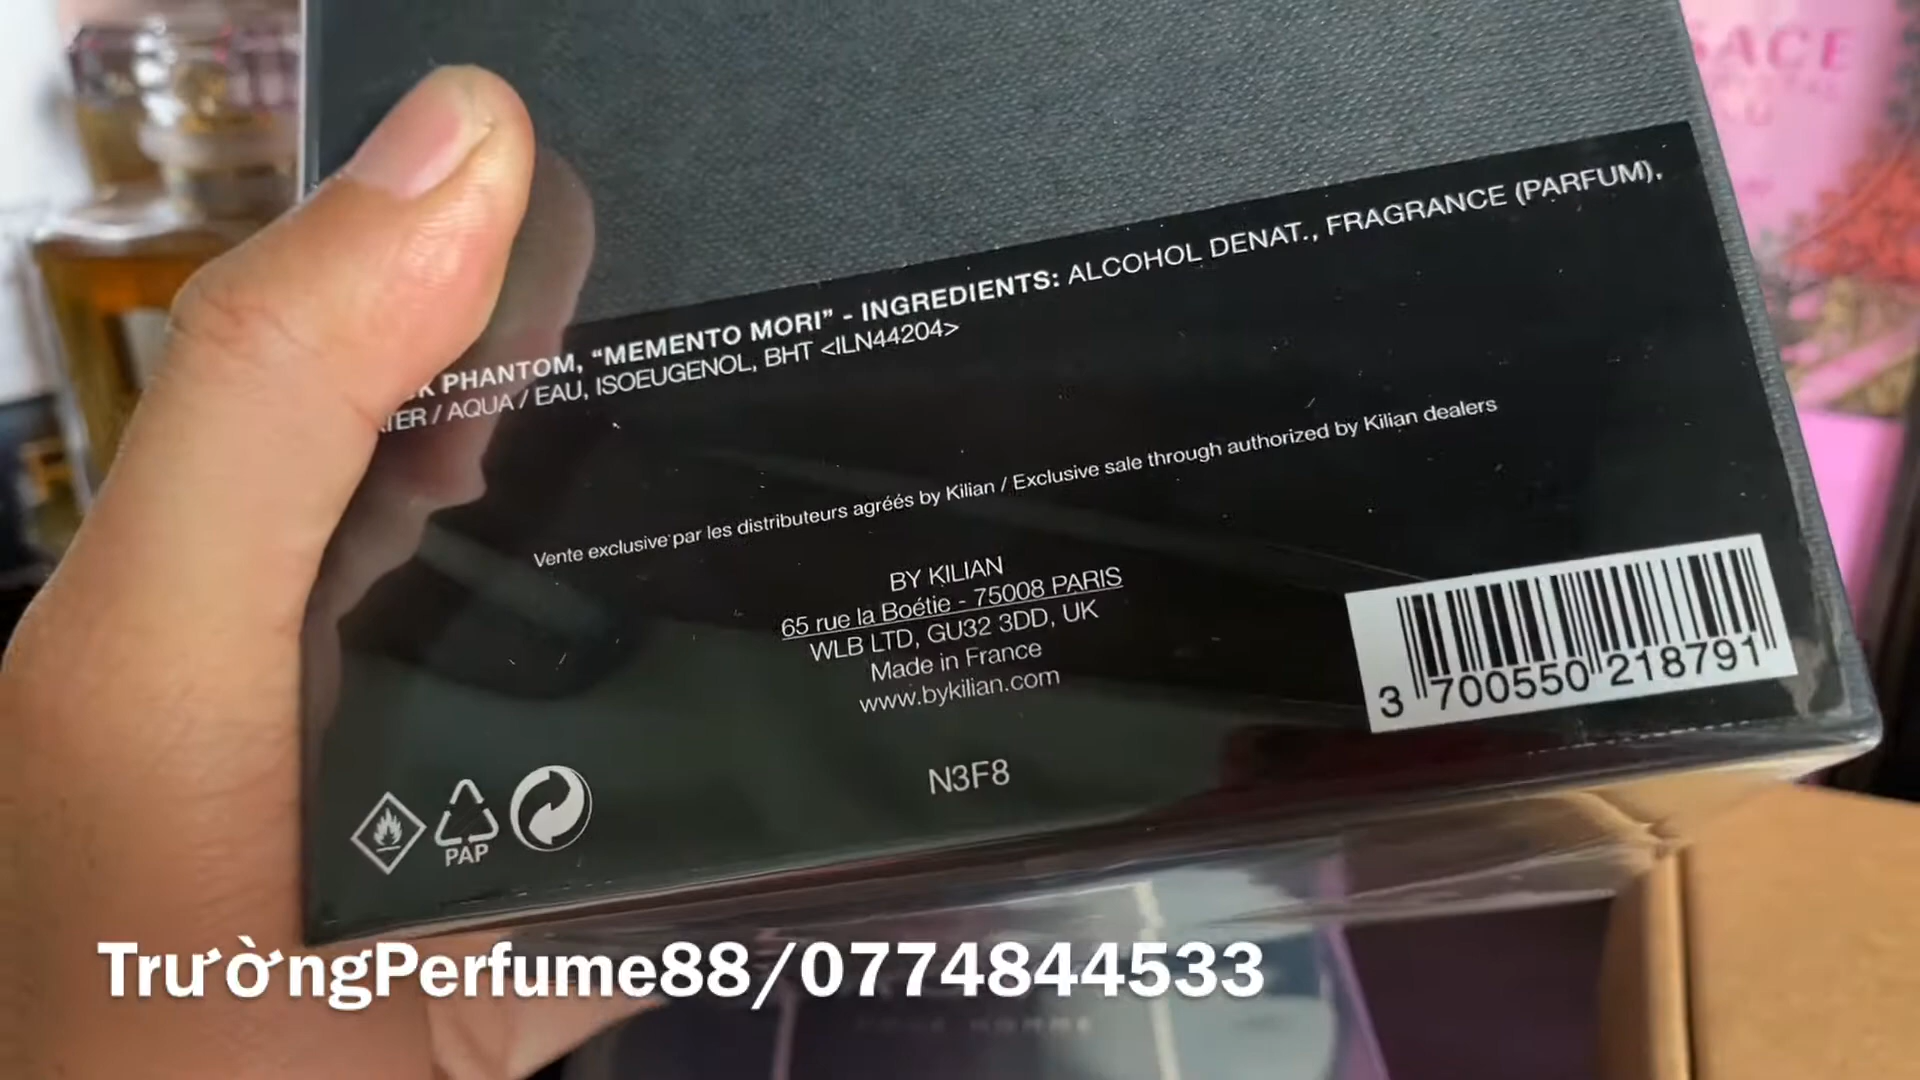 SACE
K PHANTOM, “MEMENTO MORI” - INGREDIENTS: ALCOHOL DENAT., FRAGRANCE (PARFUM),
TER / AQUA / EAU, ISOEUGENOL, BHT <ILN44204>
Vente exclusive par les distributeurs agréés by Kilian / Exclusive sale through authorized by Kilian dealers
BY KILIAN
65 rue la Boétie - 75008 PARIS
WLB LTD, GU32 3DD, UK
Made in France
www.bykilian.com
3 700550 218791
N3F8
PAP
TrườngPerfume88/0774844533